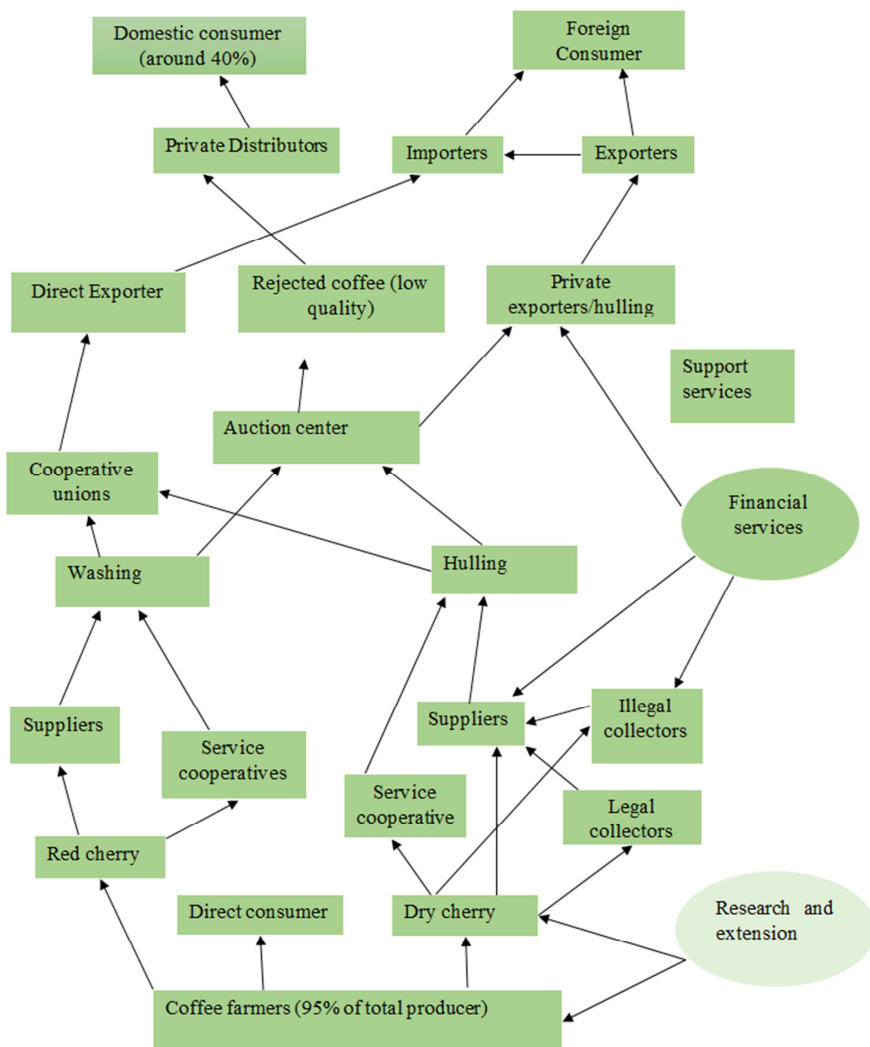 Domestic consumer
(around 40%)
Foreign
Consumer
Private Distributors
Importers
Exporters
Direct Exporter
Rejected coffee (low
quality)
Private
exporters/hulling
Support
services
Auction center
Cooperative
unions
Financial
services
Washing
Hulling
Suppliers
Service
cooperatives
Suppliers
Illegal
collectors
Service
cooperative
Legal
collectors
Red cherry
Direct consumer
Dry cherry
Research and
extension
Coffee farmers (95% of total producer)